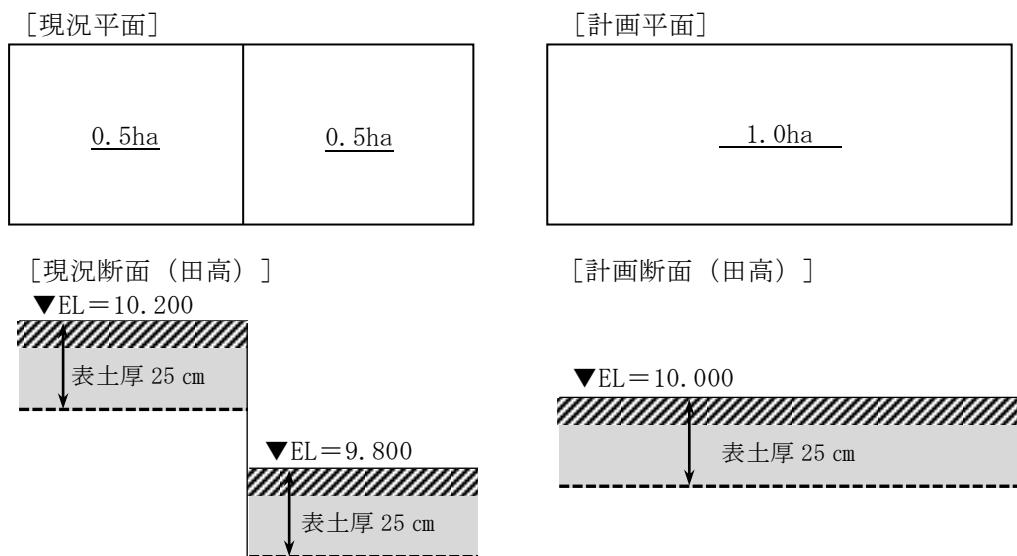 [現況平面]
[計画平面]
0.5ha
0.5ha
1.0ha
[現況断面（田高）]
[計画断面（田高）]
▼EL＝10.200
表土厚 25 ㎝
▼EL＝9.800
表土厚 25 ㎝
▼EL＝10.000
表土厚 25 ㎝